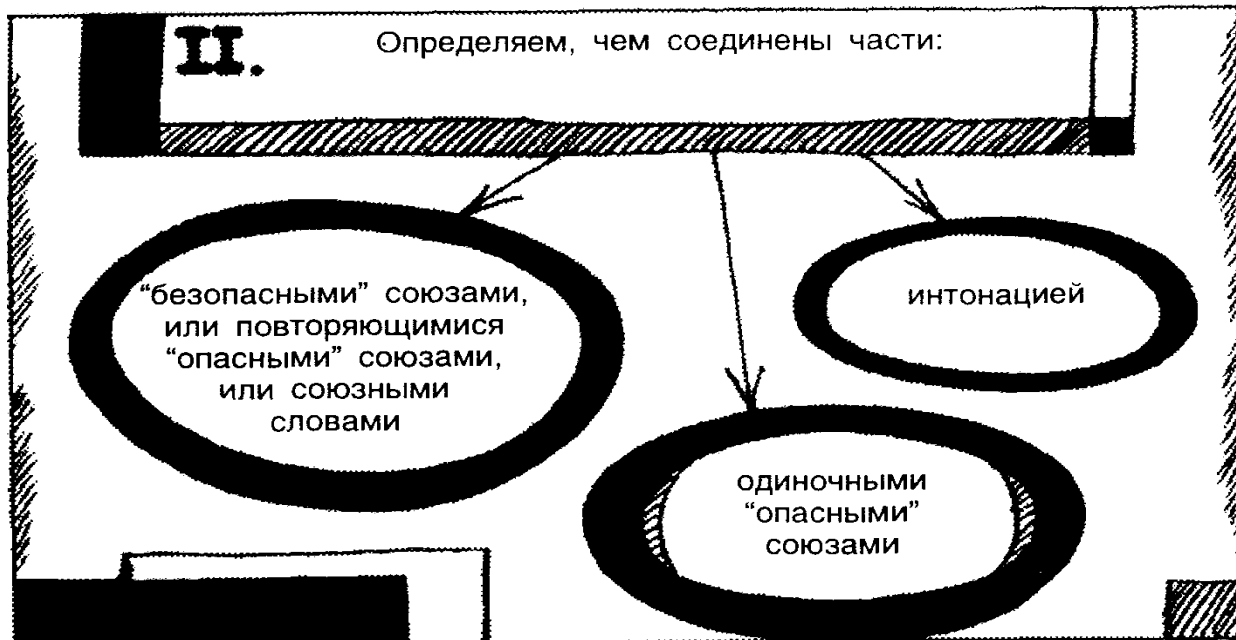 II.
Определяем, чем соединены части:
“безопасными” союзами,
или повторяющимися
“опасными” союзами,
или союзными
словами
интонацией
одиночными
“опасными”
союзами